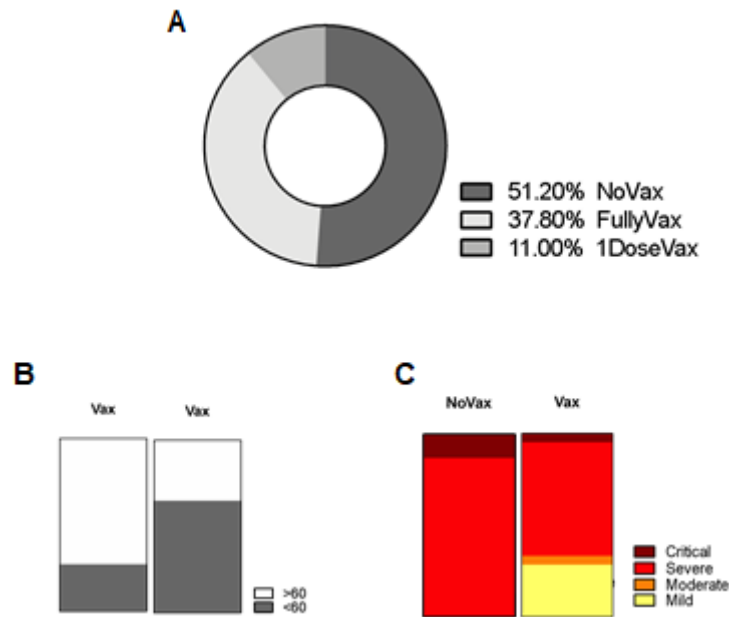 A
51.20% NoVax
37.80% FullyVax
11.00% 1DoseVax
B
Vax Vax
>60
<60
C
NoVax Vax
Critical
Severe
Moderate
Mild